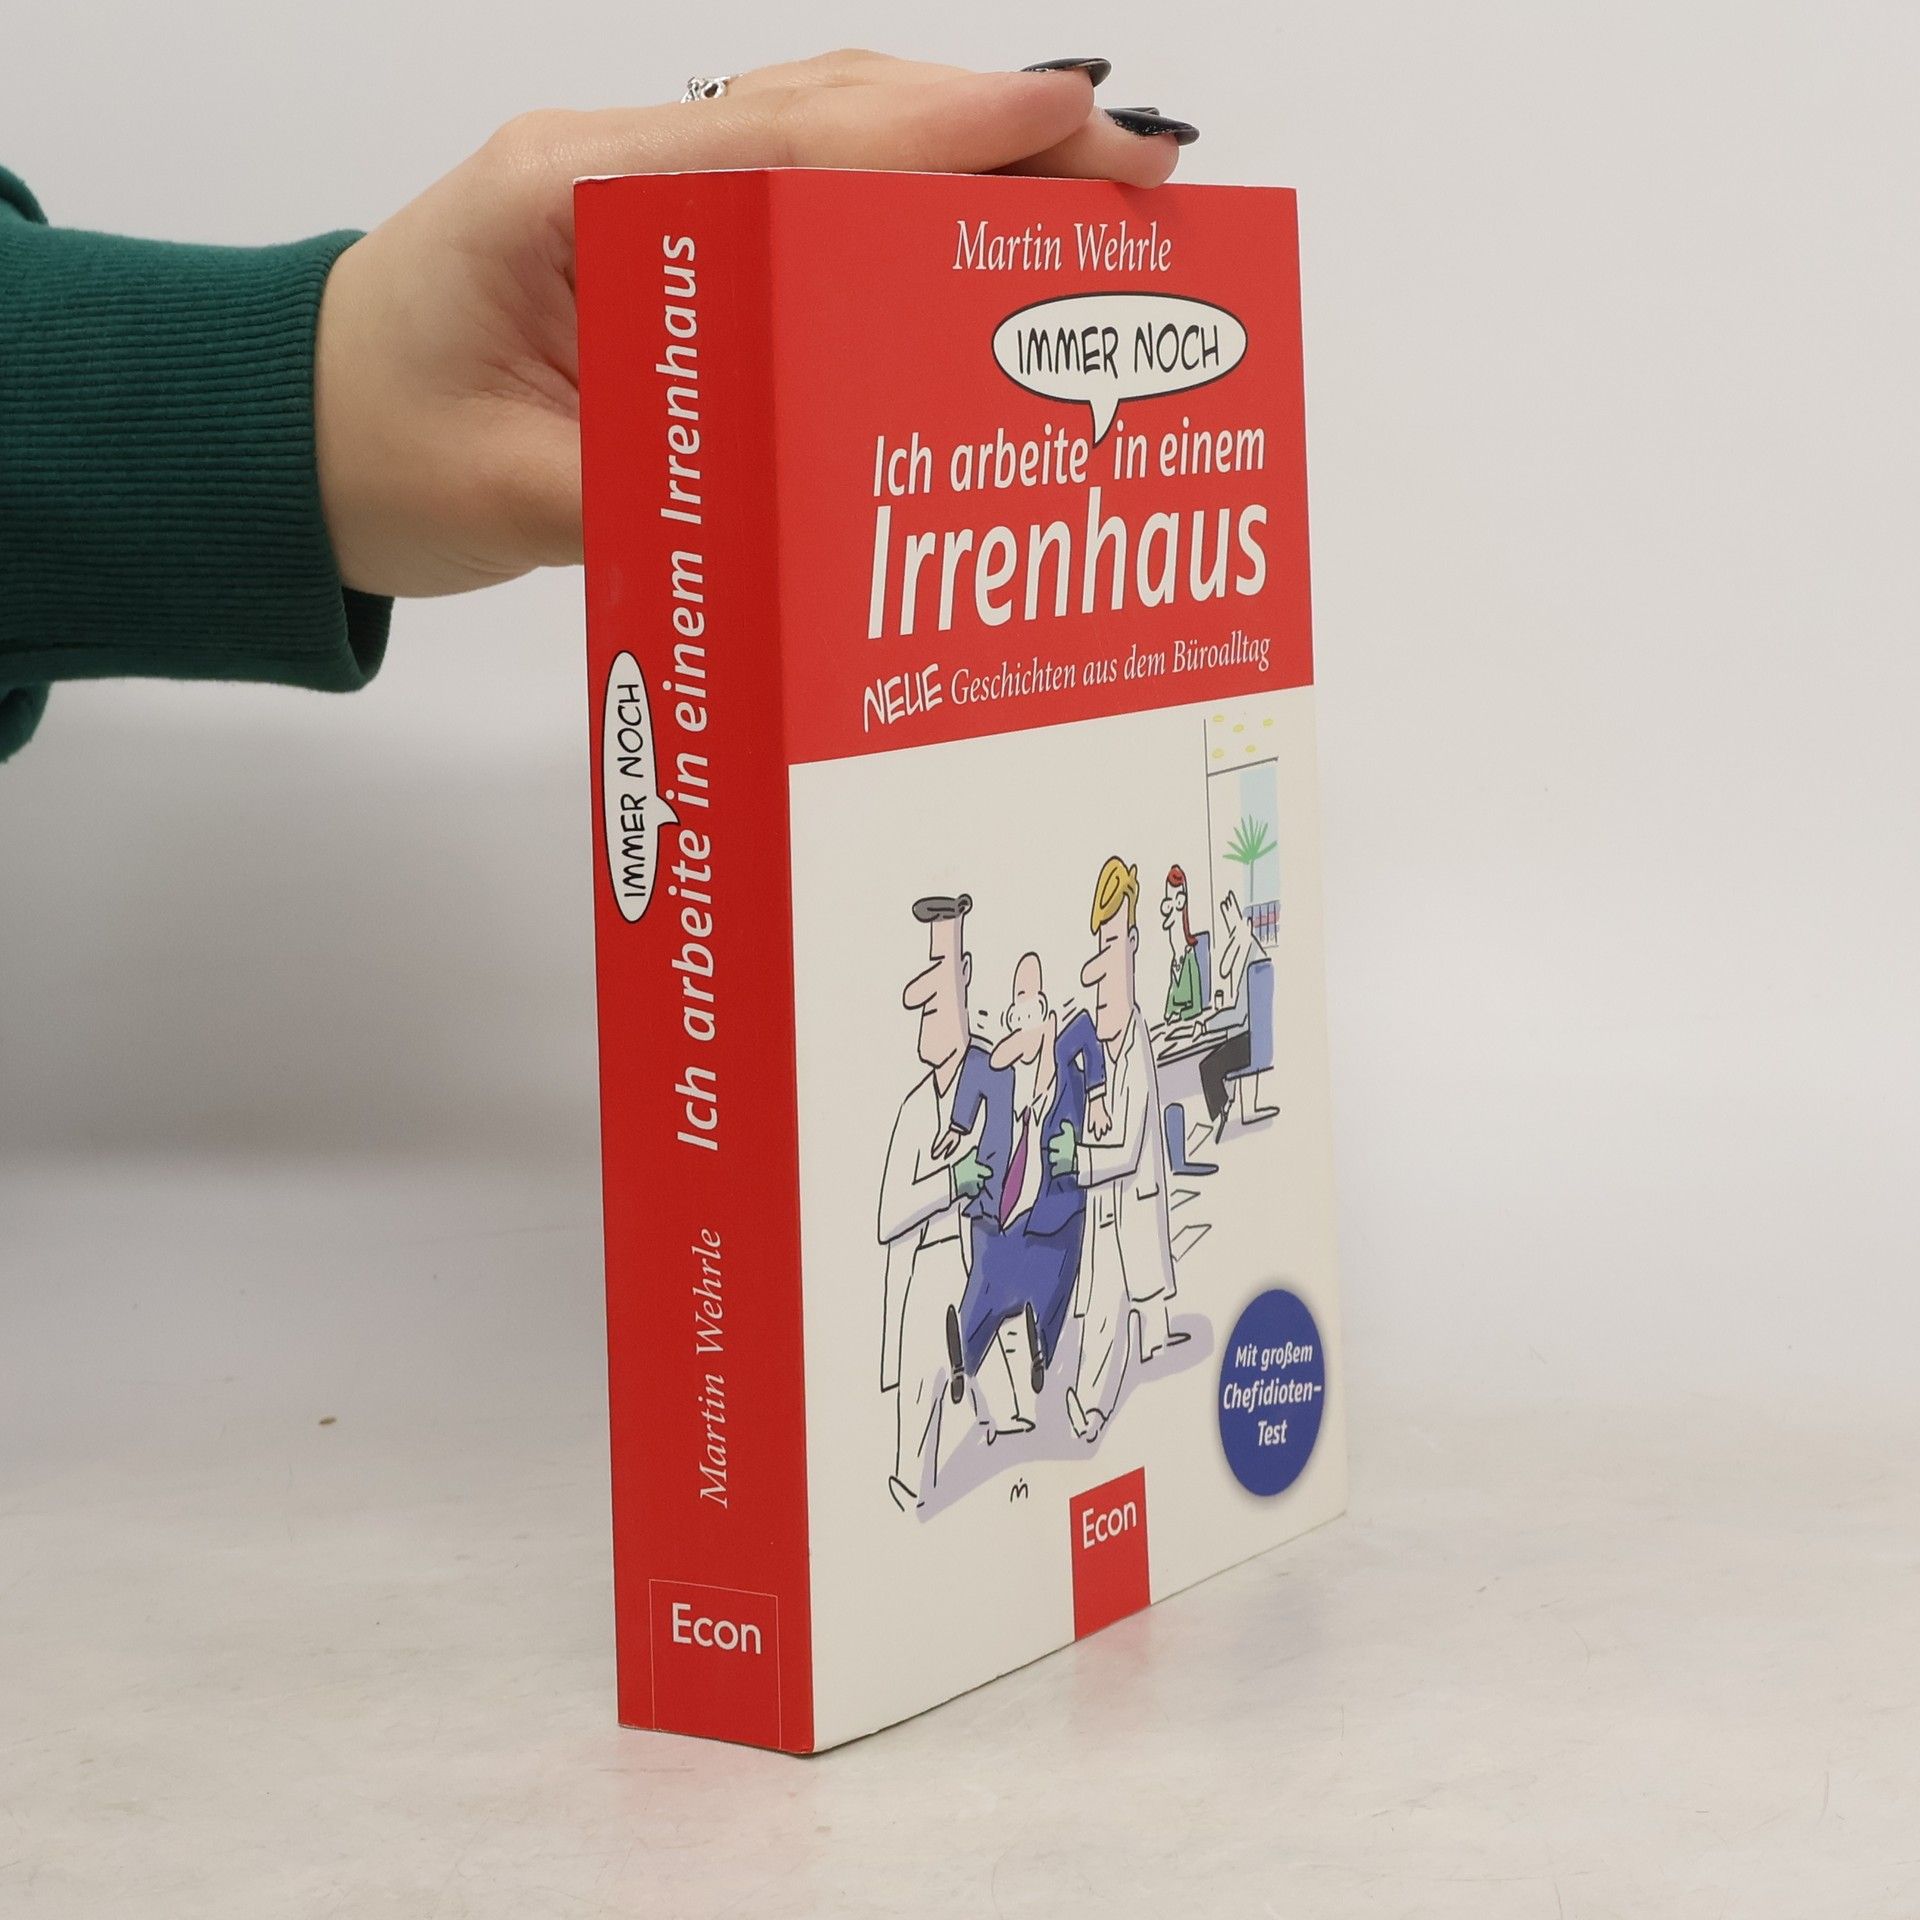 Martin Wehrle
IMMER NOCH
Ich arbeite in einem
Irrenhaus
NEUE Geschichten aus dem Büroalltag
Mit großem
Chefidioten-
Test
Econ
IMMER NOCH
Martin Wehrle Ich arbeite in einem Irrenhaus
Econ